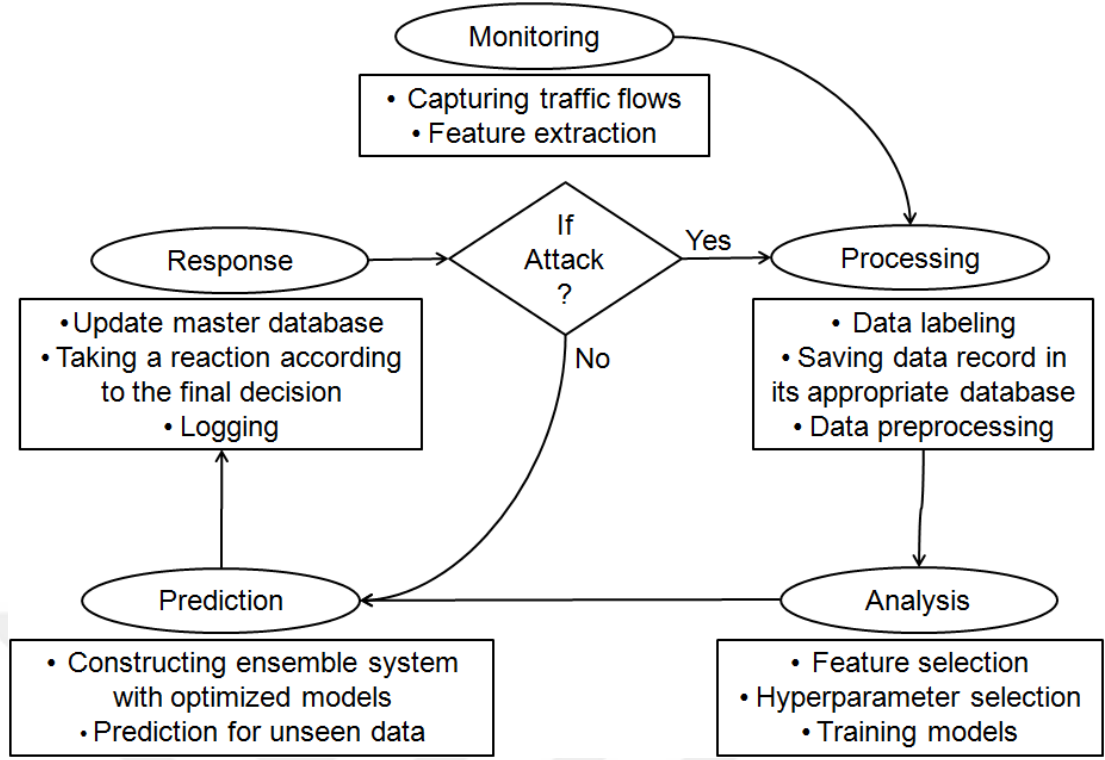 Monitoring
• Capturing traffic flows
• Feature extraction
If
Attack
?
Yes
No
Response
• Update master database
• Taking a reaction according
to the final decision
• Logging
Processing
• Data labeling
• Saving data record in
its appropriate database
• Data preprocessing
Prediction
• Constructing ensemble system
with optimized models
• Prediction for unseen data
Analysis
• Feature selection
• Hyperparameter selection
• Training models